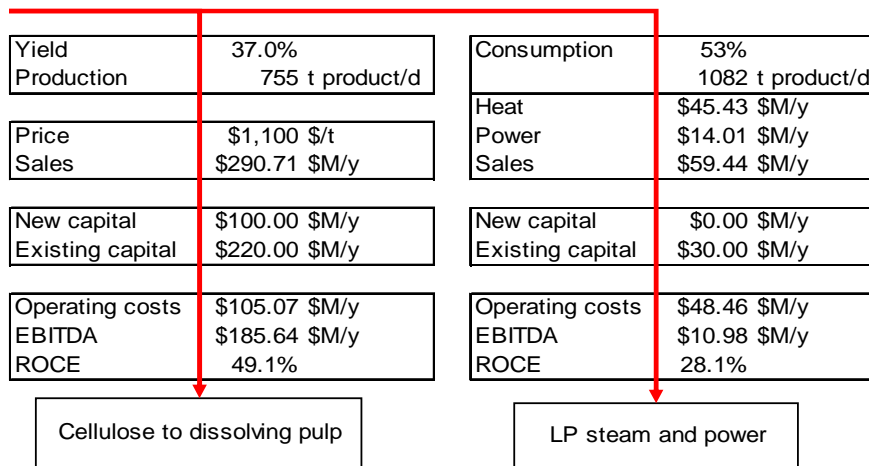 Yield 37.0%
Production 755 t product/d
Price $1,100 $/t
Sales $290.71 $M/y
New capital $100.00 $M/y
Existing capital $220.00 $M/y
Operating costs $105.07 $M/y
EBITDA $185.64 $M/y
ROCE 49.1%
Cellulose to dissolving pulp
Consumption 53%
1082 t product/d
Heat $45.43 $M/y
Power $14.01 $M/y
Sales $59.44 $M/y
New capital $0.00 $M/y
Existing capital $30.00 $M/y
Operating costs $48.46 $M/y
EBITDA $10.98 $M/y
ROCE 28.1%
LP steam and power